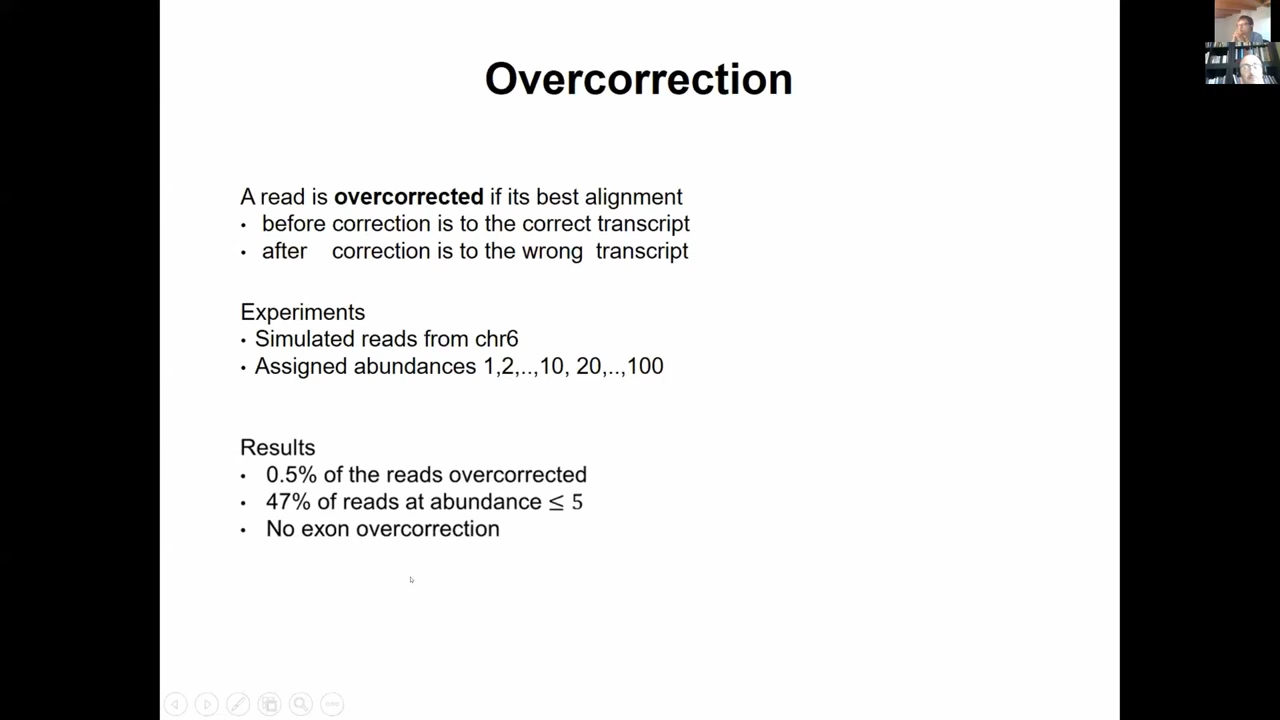 Overcorrection
A read is overcorrected if its best alignment
• before correction is to the correct transcript
• after correction is to the wrong transcript
Experiments
• Simulated reads from chr6
• Assigned abundances 1,2,..,10, 20,..,100
Results
• 0.5% of the reads overcorrected
• 47% of reads at abundance ≤ 5
• No exon overcorrection